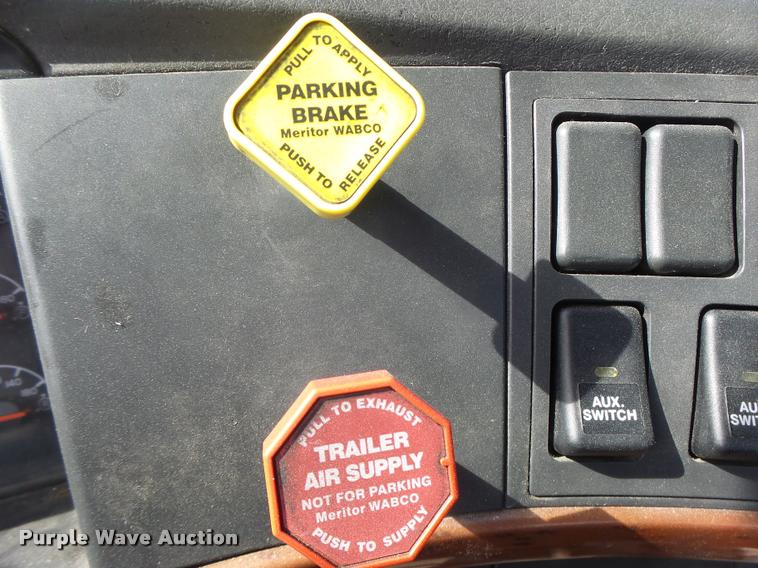 PULL TO APPLY
PARKING
BRAKE
Meritor WABCO
PUSH TO RELEASE
PULL TO EXHAUST
TRAILER
AIR SUPPLY
NOT FOR PARKING
Meritor WABCO
PUSH TO SUPPLY
AUX.
SWITCH
Purple Wave Auction